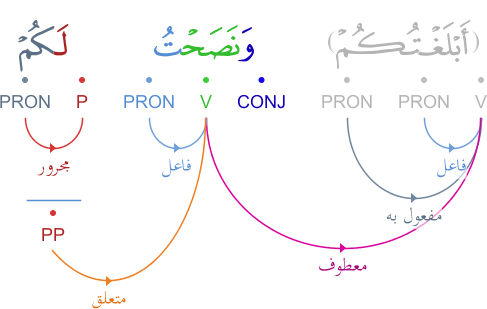 (أَبْلَغْتُكُمْ) وَنَصَحْتُ لَكُمْ
PRON P PRON V CONJ PRON PRON V
مجرور فاعل فاعل
مفعول به
PP
معطوف
متعلق